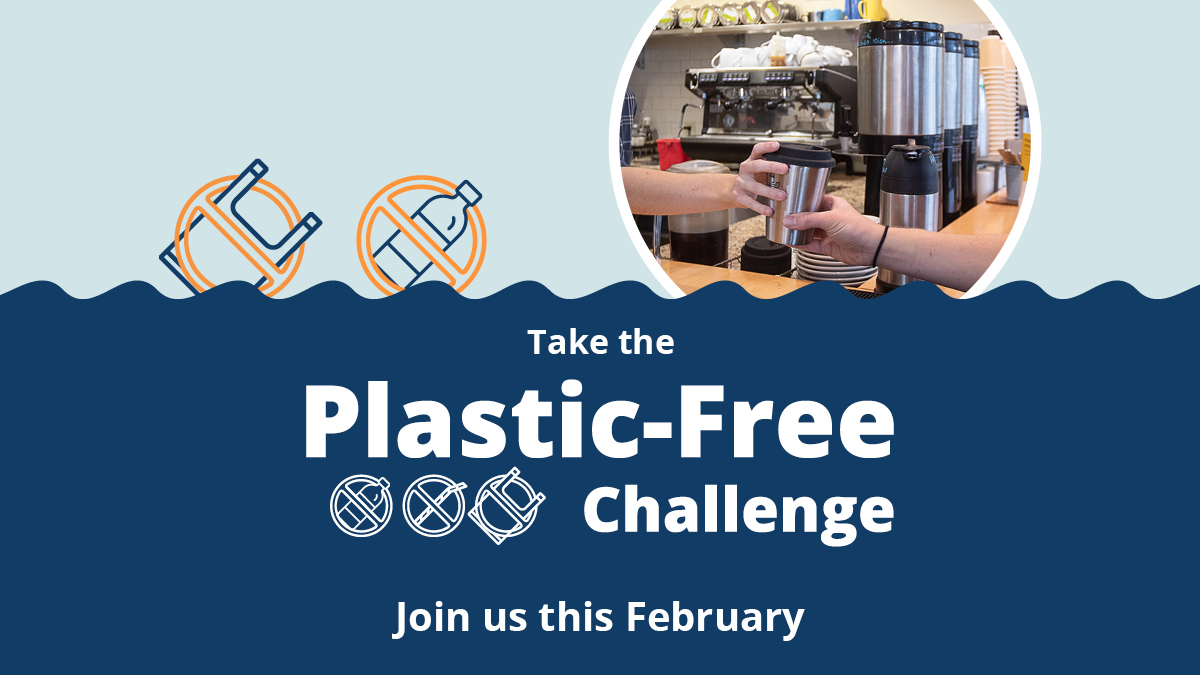 Take the
Plastic-Free
Challenge
Join us this February